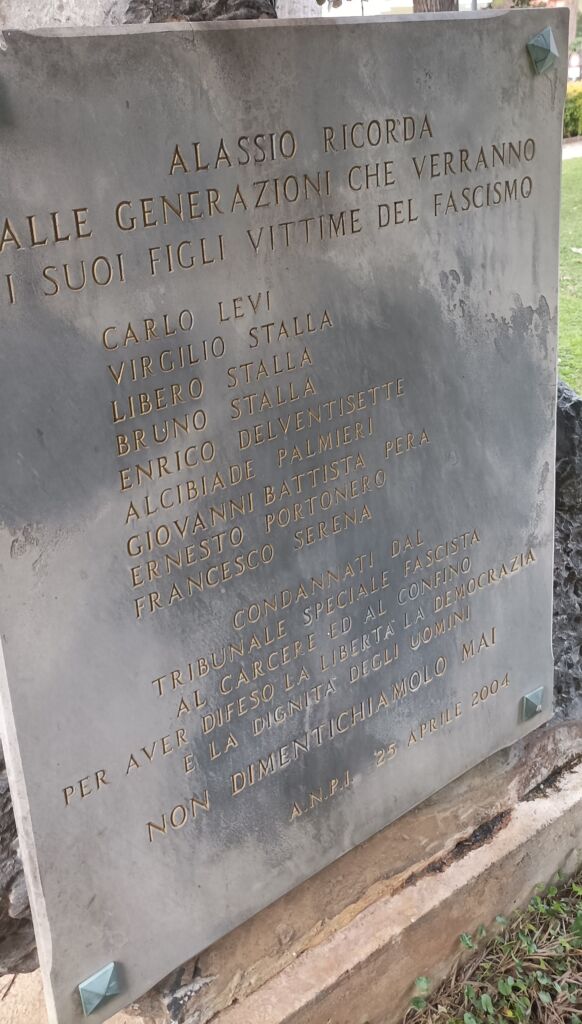 ALASSIO RICORDA
ALLE GENERAZIONI CHE VERRANNO
I SUOI FIGLI VITTIME DEL FASCISMO
CARLO LEVI
VIRGILIO STALLA
LIBERO STALLA
BRUNO STALLA
ENRICO DELVENTISETTE
ALCIBIADE PALMIERI
GIOVANNI BATTISTA PERA
ERNESTO PORTONERO
FRANCESCO SERENA
CONDANNATI DAL
TRIBUNALE SPECIALE FASCISTA
AL CARCERE ED AL CONFINO
PER AVER DIFESO LA LIBERTÀ LA DEMOCRAZIA
E LA DIGNITÀ DEGLI UOMINI
NON DIMENTICHIAMOLO MAI
A.N.P.I. 25 APRILE 2004